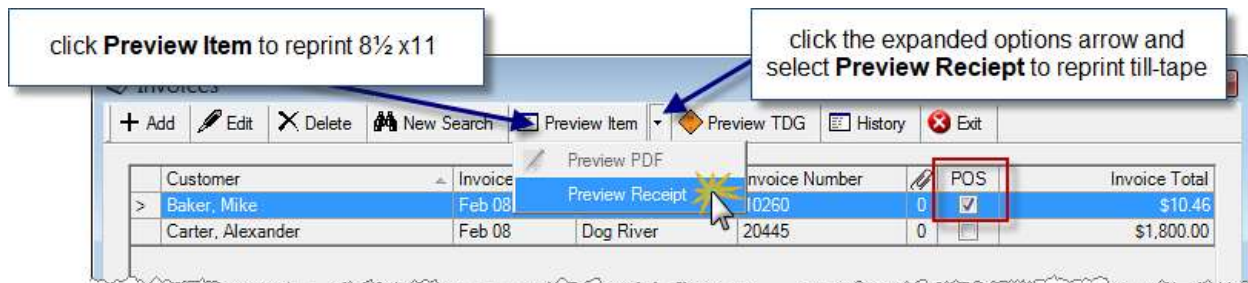 click Preview Item to reprint 8½ x11
click the expanded options arrow and
select Preview Reciept to reprint till-tape
Invoices
Add Edit Delete New Search Preview Item Preview TDG History Exit
Preview PDF
Preview Receipt
Customer Invoice Invoice Number POS Invoice Total
> Baker, Mike Feb 08 10260 0 $10.46
Carter, Alexander Feb 08 Dog River 20445 0 $1,800.00